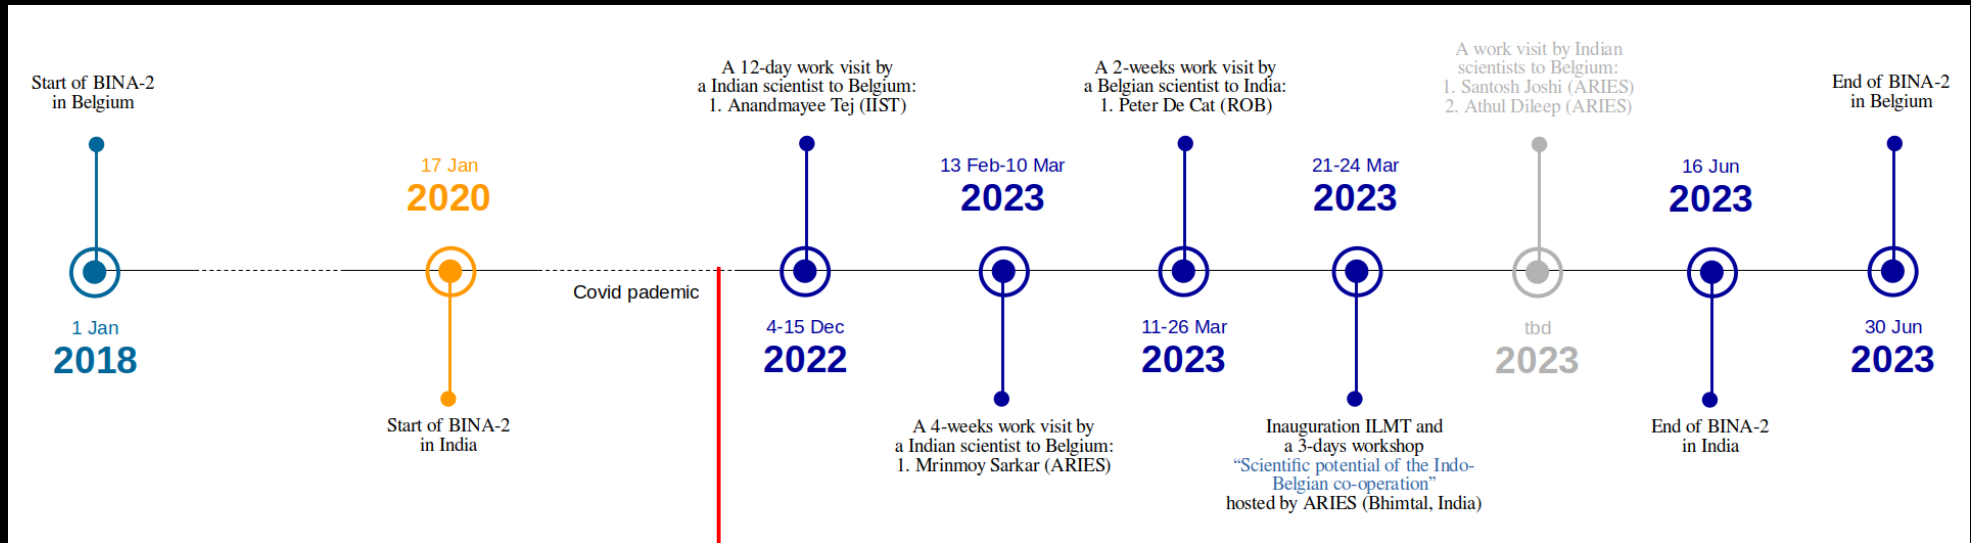 Start of BINA-2
in Belgium
1 Jan
2018
17 Jan
2020
Start of BINA-2
in India
Covid pademic
A 12-day work visit by
a Indian scientist to Belgium:
1. Anandmayee Tej (IIST)
4-15 Dec
2022
13 Feb-10 Mar
2023
A 4-weeks work visit by
a Indian scientist to Belgium:
1. Mrinmoy Sarkar (ARIES)
A 2-weeks work visit by
a Belgian scientist to India:
1. Peter De Cat (ROB)
11-26 Mar
2023
21-24 Mar
2023
Inauguration ILMT and
a 3-days workshop
“Scientific potential of the Indo-
Belgian co-operation”
hosted by ARIES (Bhimtal, India)
A work visit by Indian
scientists to Belgium:
1. Santosh Joshi (ARIES)
2. Athul Dileep (ARIES)
tbd
2023
16 Jun
2023
End of BINA-2
in India
End of BINA-2
in Belgium
30 Jun
2023